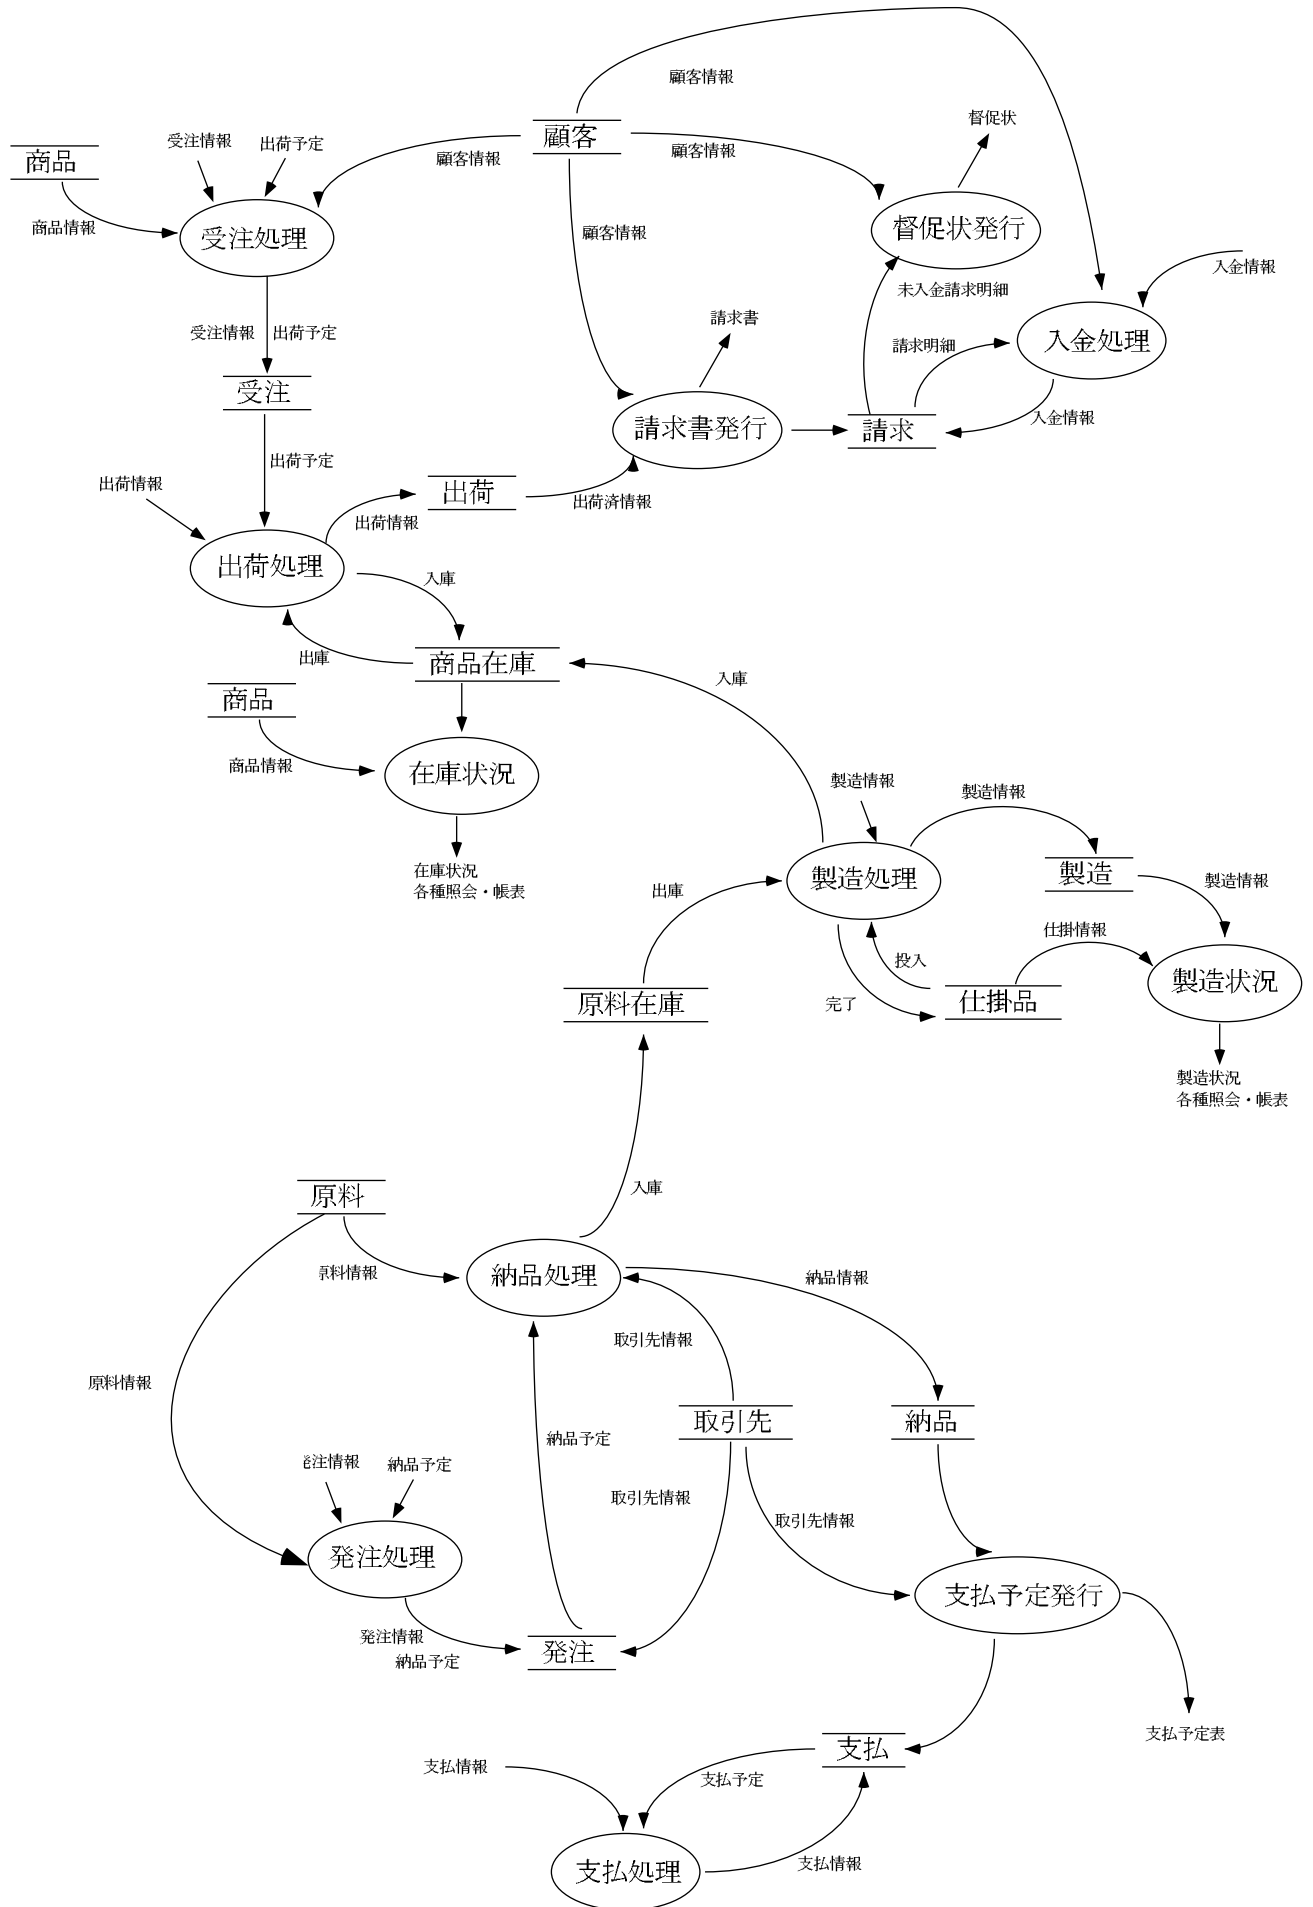 顧客情報
督促状
顧客
受注情報
出荷予定
顧客情報
顧客情報
商品
商品情報
受注処理
顧客情報
督促状発行
入金情報
未入金請求明細
受注情報
出荷予定
請求書
請求明細
入金処理
受注
請求書発行
請求
入金情報
出荷予定
出荷情報
出荷
出荷済情報
出荷情報
出荷処理
入庫
出庫
商品在庫
入庫
商品
商品情報
在庫状況
製造情報
製造情報
在庫状況
各種照会・帳表
製造処理
製造
製造情報
出庫
仕掛情報
投入
製造状況
原料在庫
完了
仕掛品
製造状況
各種照会・帳表
入庫
原料
原料情報
納品処理
納品情報
取引先情報
原料情報
取引先
納品
納品予定
発注情報
納品予定
取引先情報
取引先情報
発注処理
支払予定発行
発注情報
納品予定
発注
支払予定表
支払
支払情報
支払予定
支払処理
支払情報